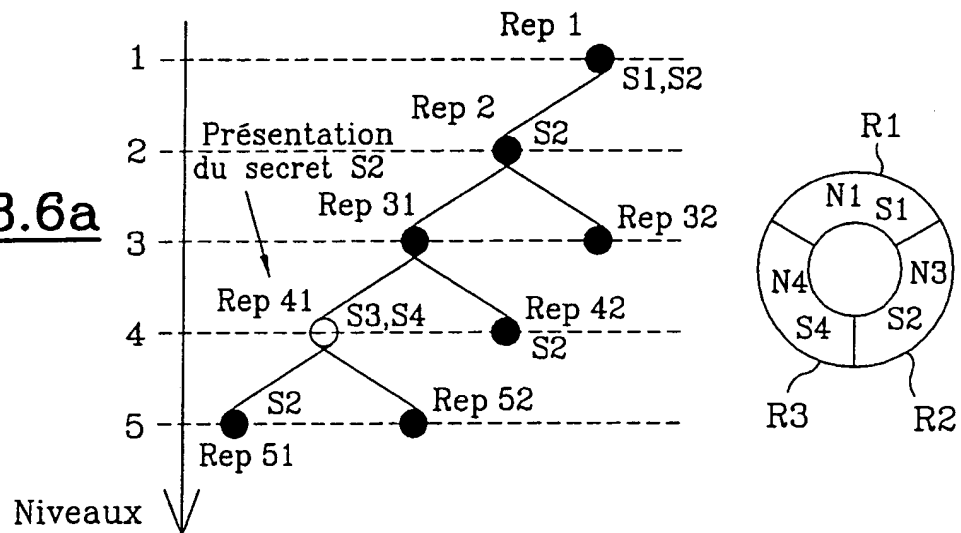 Rep 1
1
S1,S2
Rep 2
S2
2
Présentation
du secret S2
3.6a
Rep 31
Rep 32
3
Rep 41
S3,S4
Rep 42
4
S2
S2
Rep 52
5
Rep 51
Niveaux
R1
N1
S1
N4
N3
S4
S2
R3
R2